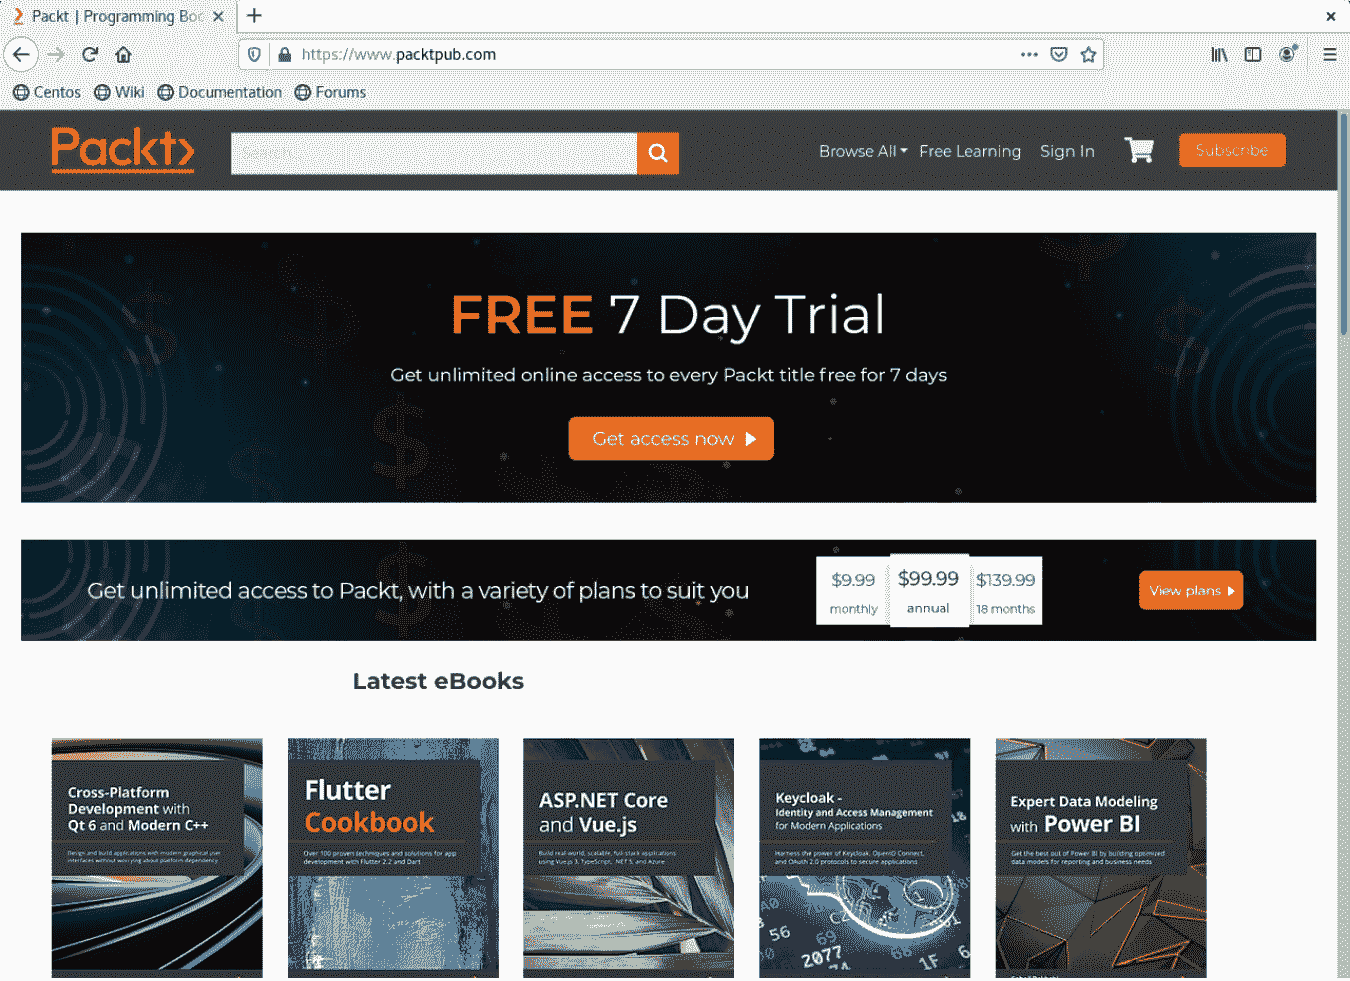 Packt | Programming Boo
https://www.packtpub.com
Centos Wiki Documentation Forums
Packt
Search...
Browse All Free Learning Sign In Subscribe
FREE 7 Day Trial
Get unlimited online access to every Packt title free for 7 days
Get access now
Get unlimited access to Packt, with a variety of plans to suit you
$9.99 $99.99 $139.99
monthly annual 18 months
View plans
Latest eBooks
Cross-Platform
Development with
Qt 6 and Modern C++
Design and build applications with modern graphical user
interfaces without worrying about platform dependency
Flutter
Cookbook
Over 100 proven techniques and solutions for app
development with Flutter 2.2 and Dart
ASP.NET Core
and Vue.js
Build real-world, scalable, full-stack applications
using Vue.js 3, TypeScript, .NET 5, and Azure
Keycloak -
Identity and Access Management
for Modern Applications
Harness the power of Keycloak, OpenID Connect,
and OAuth 2.0 protocols to secure applications
Expert Data Modeling
with Power BI
Get the best out of Power BI by building optimized
data models for reporting and business needs